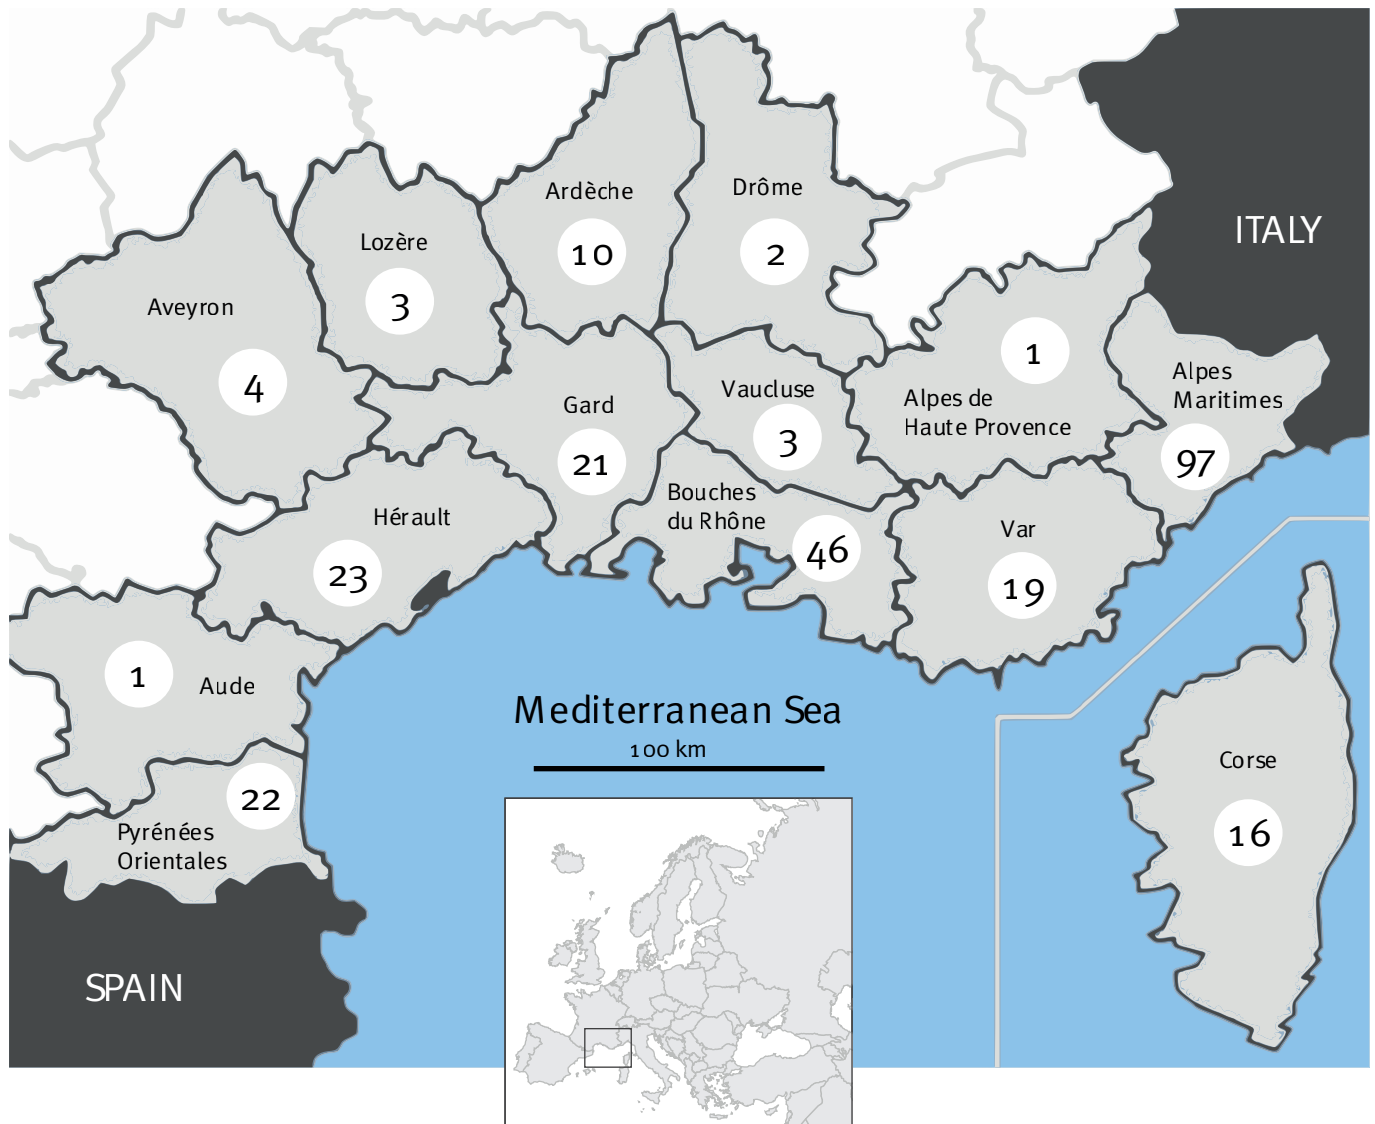 Ardèche
10
Drôme
2
ITALY
Lozère
3
Aveyron
4
1
Alpes de
Haute Provence
Alpes
Maritimes
97
Vaucluse
3
Gard
21
Bouches
du Rhône
46
Hérault
23
Var
19
1
Aude
Mediterranean Sea
100 km
22
Pyrénées
Orientales
Corse
16
SPAIN